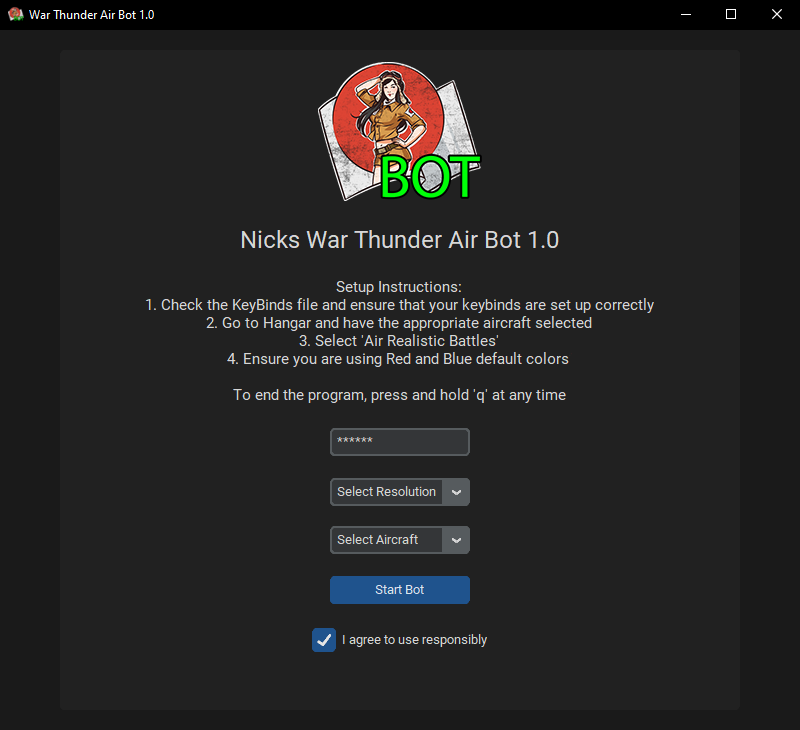 War Thunder Air Bot 1.0
BOT
Nicks War Thunder Air Bot 1.0
Setup Instructions:
1. Check the KeyBinds file and ensure that your keybinds are set up correctly
2. Go to Hangar and have the appropriate aircraft selected
3. Select 'Air Realistic Battles'
4. Ensure you are using Red and Blue default colors
To end the program, press and hold 'q' at any time
******
Select Resolution
Select Aircraft
Start Bot
I agree to use responsibly